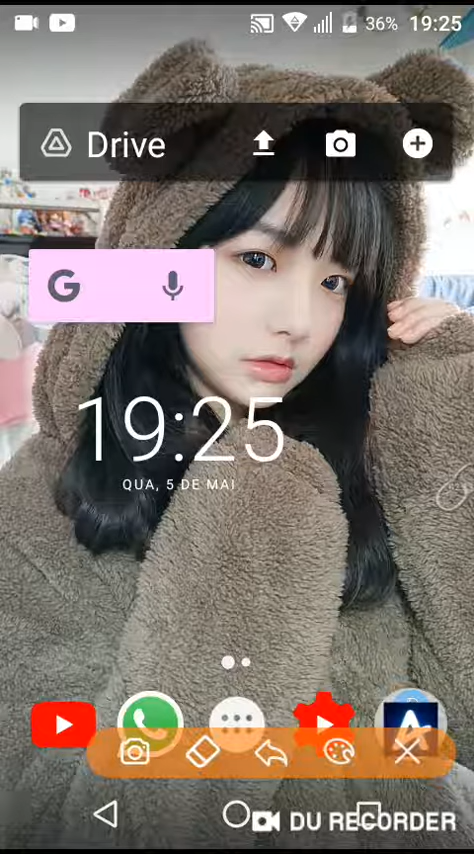 36% 19:25
Drive
G
19:25
QUA, 5 DE MAI
DU RECORDER